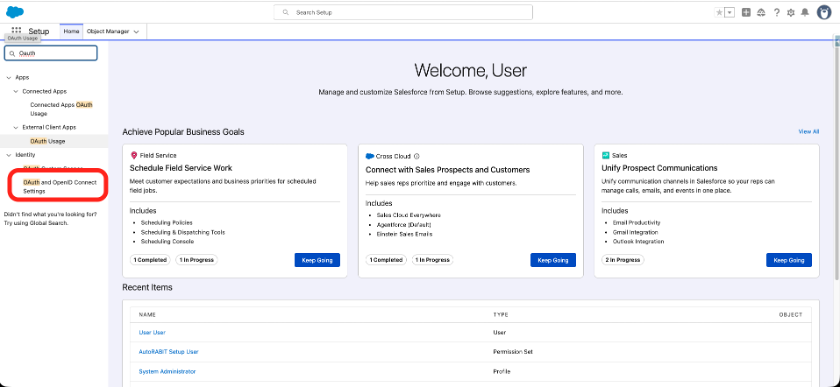 Search Setup
Setup
Home
Object Manager
OAuth Usage
Oauth
Apps
Connected Apps
Connected Apps OAuth
Usage
External Client Apps
OAuth Usage
Identity
OAuth and OpenID Connect
Settings
Didn't find what you're looking for?
Try using Global Search.
Welcome, User
Manage and customize Salesforce from Setup. Browse suggestions, explore features, and more.
Achieve Popular Business Goals
View All
Field Service
Schedule Field Service Work
Meet customer expectations and business priorities for scheduled
field jobs.
Includes
Scheduling Policies
Scheduling & Dispatching Tools
Scheduling Console
1 Completed
1 In Progress
Keep Going
Cross Cloud
Connect with Sales Prospects and Customers
Help sales reps prioritize and engage with customers.
Includes
Sales Cloud Everywhere
Agentforce (Default)
Einstein Sales Emails
1 Completed
1 In Progress
Keep Going
Sales
Unify Prospect Communications
Unify communication channels in Salesforce so your reps can
manage calls, emails, and events in one place.
Includes
Email Productivity
Gmail Integration
Outlook Integration
2 In Progress
Keep Going
Recent Items
NAME TYPE OBJECT
User User User
AutoRABIT Setup User Permission Set
System Administrator Profile